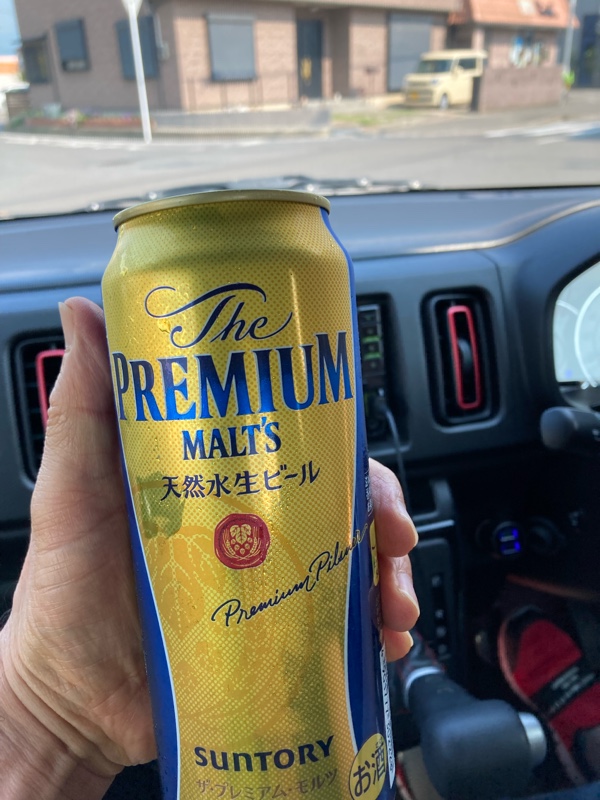 The
PREMIUM
MALT'S
天然水生ビール
Premium Pilsner
SUNTORY
ザ・プレミアム・モルツ
お酒